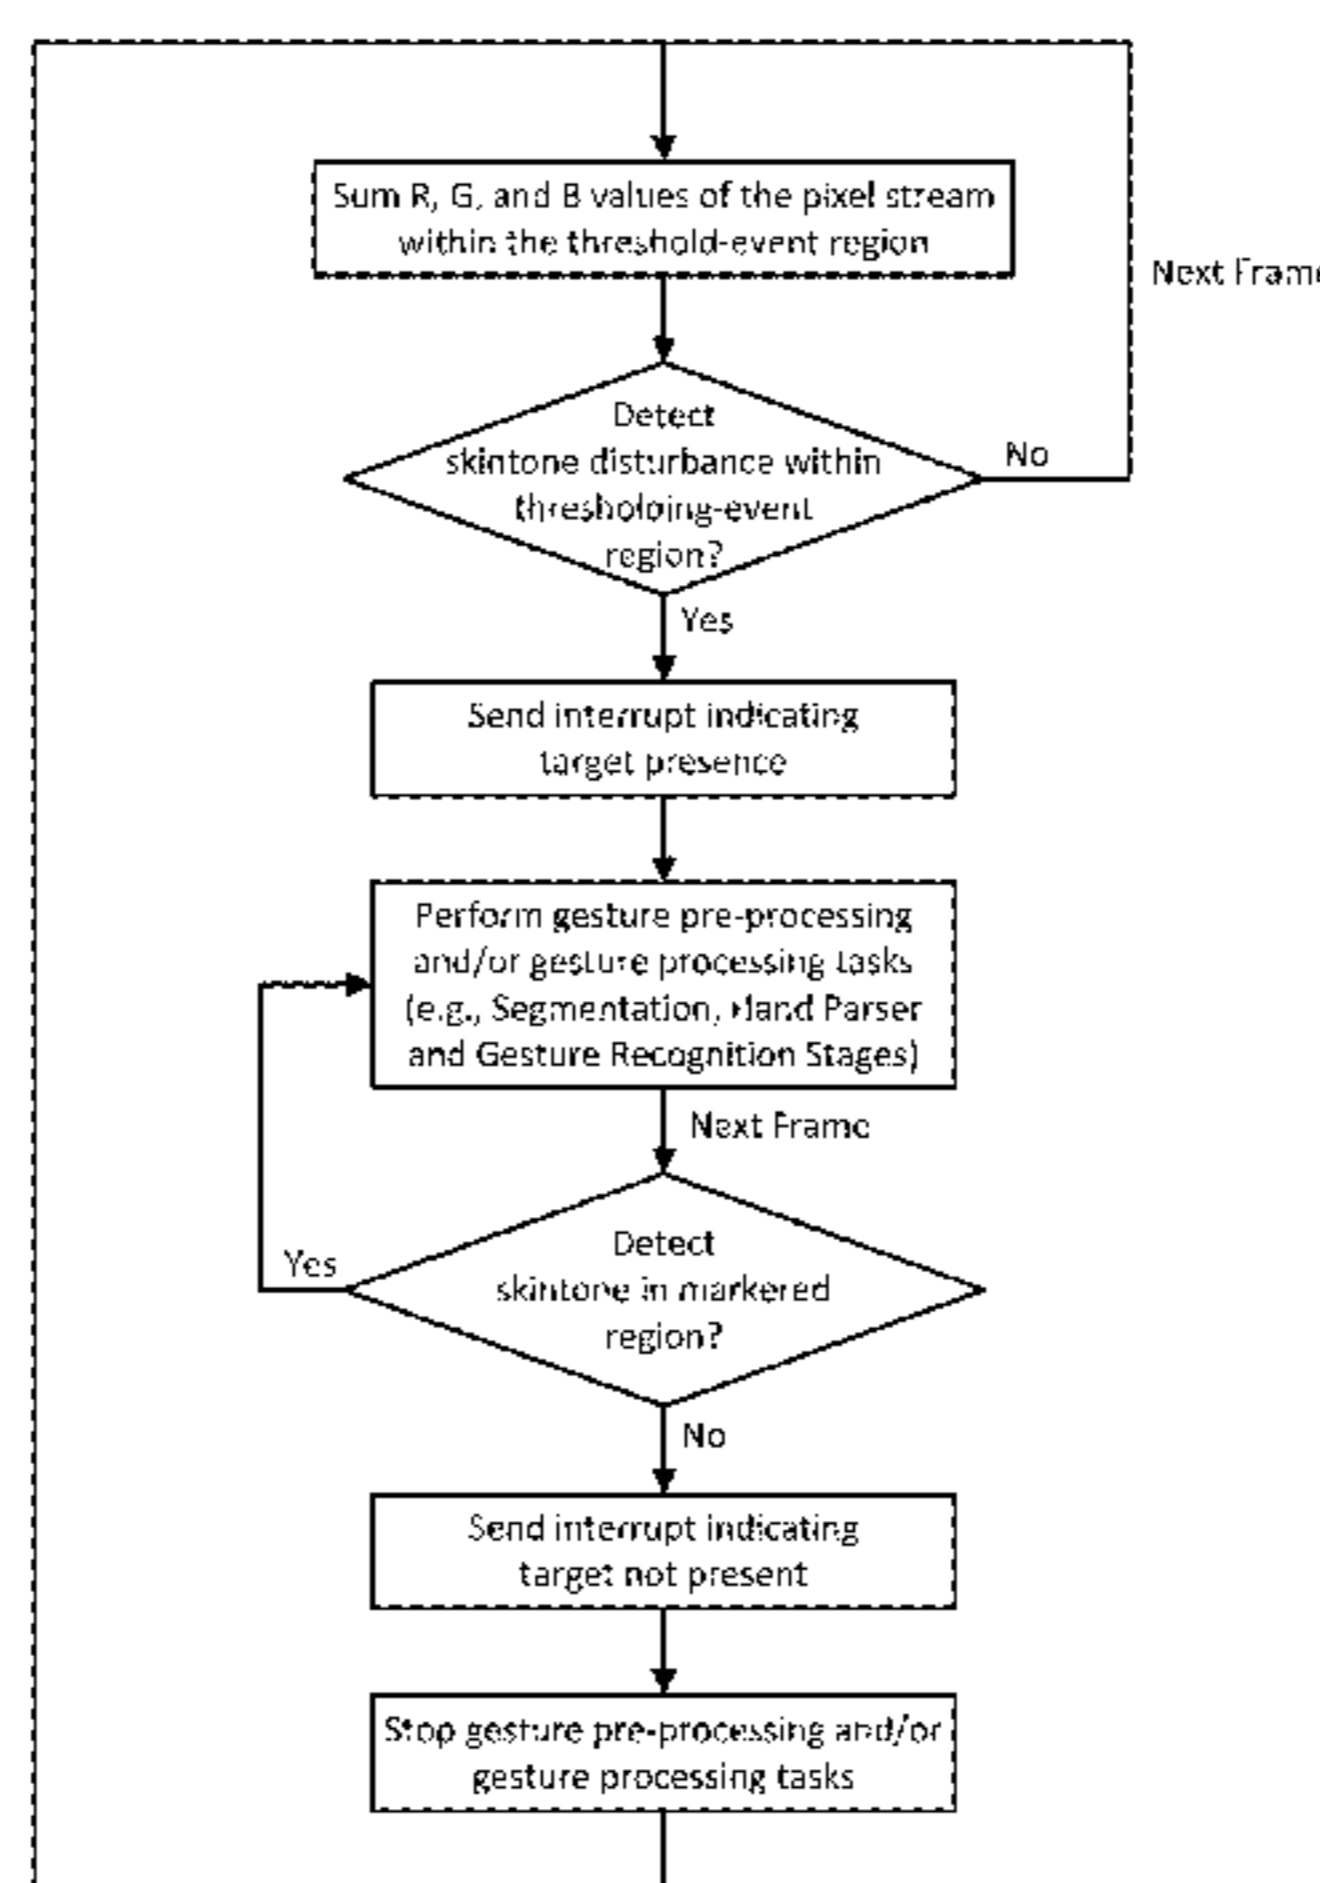 Sum R, G, and B values of the pixel stream
within the threshold-event region
Next Frame
Detect
skintone disturbance within
thresholding-event
region?
No
Yes
Send interrupt indicating
target presence
Perform gesture pre-processing
and/or gesture processing tasks
(e.g., Segmentation, Hand Parser
and Gesture Recognition Stages)
Next Frame
Detect
skintone in markered
region?
Yes
No
Send interrupt indicating
target not present
Stop gesture pre-processing and/or
gesture processing tasks